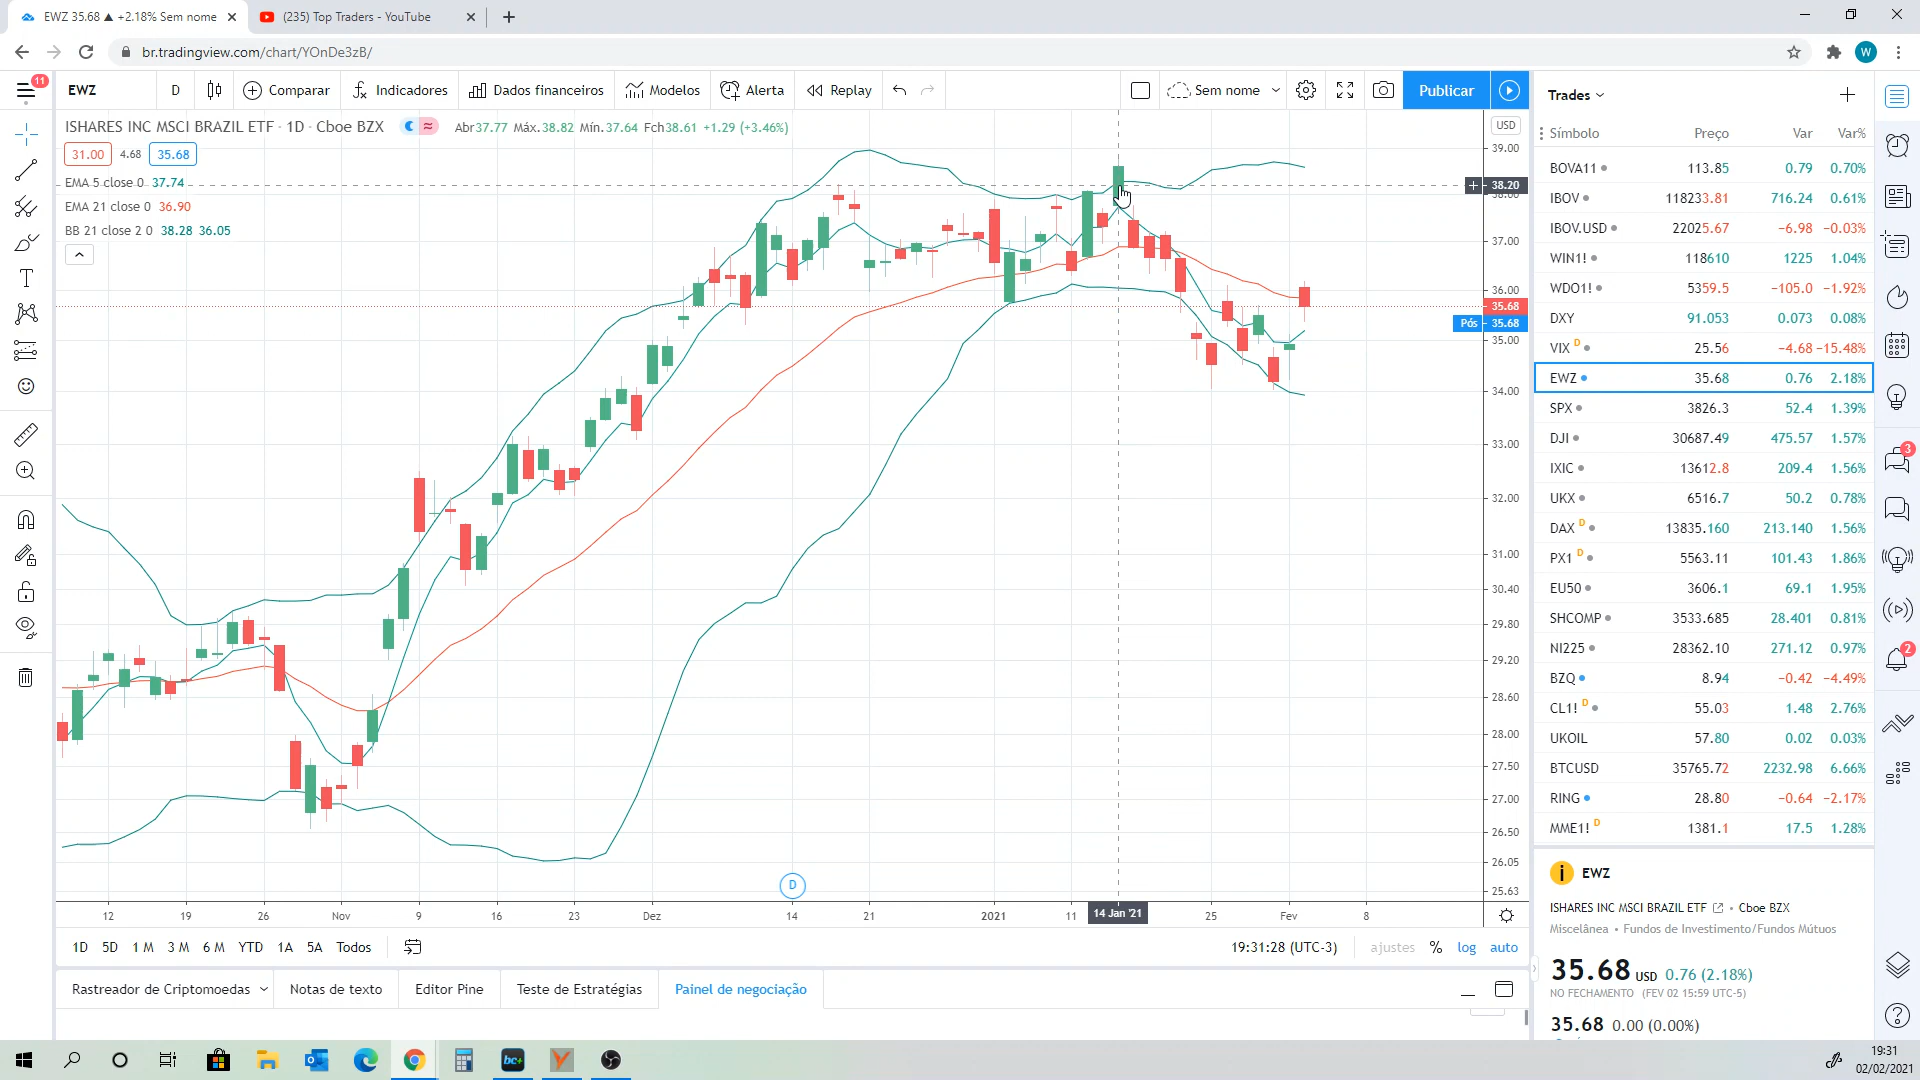 EWZ 35.68 ▲ +2.18% Sem nome
(235) Top Traders - YouTube
br.tradingview.com/chart/YOnDe3zB/
W
11
EWZ
D
Comparar
Indicadores
Dados financeiros
Modelos
Alerta
Replay
Sem nome
Publicar
ISHARES INC MSCI BRAZIL ETF · 1D · Cboe BZX
Abr37.77 Máx.38.82 Mín.37.64 Fch38.61 +1.29 (+3.46%)
31.00 4.68 35.68
EMA 5 close 0 37.74
EMA 21 close 0 36.90
BB 21 close 2 0 38.28 36.05
USD
39.00
38.20
38.00
37.00
36.00
35.68
Pós 35.68
35.00
34.00
33.00
32.00
31.00
30.40
29.80
29.20
28.60
28.00
27.50
27.00
26.50
26.05
25.63
D
12 19 26 Nov 9 16 23 Dez 14 21 2021 11 14 Jan '21 25 Fev 8
1D 5D 1 M 3 M 6 M YTD 1A 5A Todos
19:31:28 (UTC-3) ajustes % log auto
Rastreador de Criptomoedas
Notas de texto
Editor Pine
Teste de Estratégias
Painel de negociação
Trades
Símbolo Preço Var Var%
BOVA11 113.85 0.79 0.70%
IBOV 118233.81 716.24 0.61%
IBOV.USD 22025.67 −6.98 −0.03%
WIN1! 118610 1225 1.04%
WDO1! 5359.5 −105.0 −1.92%
DXY 91.053 0.073 0.08%
VIX D 25.56 −4.68 −15.48%
EWZ 35.68 0.76 2.18%
SPX 3826.3 52.4 1.39%
DJI 30687.49 475.57 1.57%
IXIC 13612.8 209.4 1.56%
UKX 6516.7 50.2 0.78%
DAX D 13835.160 213.140 1.56%
PX1 D 5563.11 101.43 1.86%
EU50 3606.1 69.1 1.95%
SHCOMP 3533.685 28.401 0.81%
NI225 28362.10 271.12 0.97%
BZQ 8.94 −0.42 −4.49%
CL1! D 55.03 1.48 2.76%
UKOIL 57.80 0.02 0.03%
BTCUSD 35765.72 2232.98 6.66%
RING 28.80 −0.64 −2.17%
MME1! D 1381.1 17.5 1.28%
i EWZ
ISHARES INC MSCI BRAZIL ETF • Cboe BZX
Miscelânea • Fundos de Investimento/Fundos Mútuos
35.68 USD 0.76 (2.18%)
NO FECHAMENTO (FEV 02 15:59 UTC-5)
35.68 0.00 (0.00%)
3
2
bc+
19:31
02/02/2021